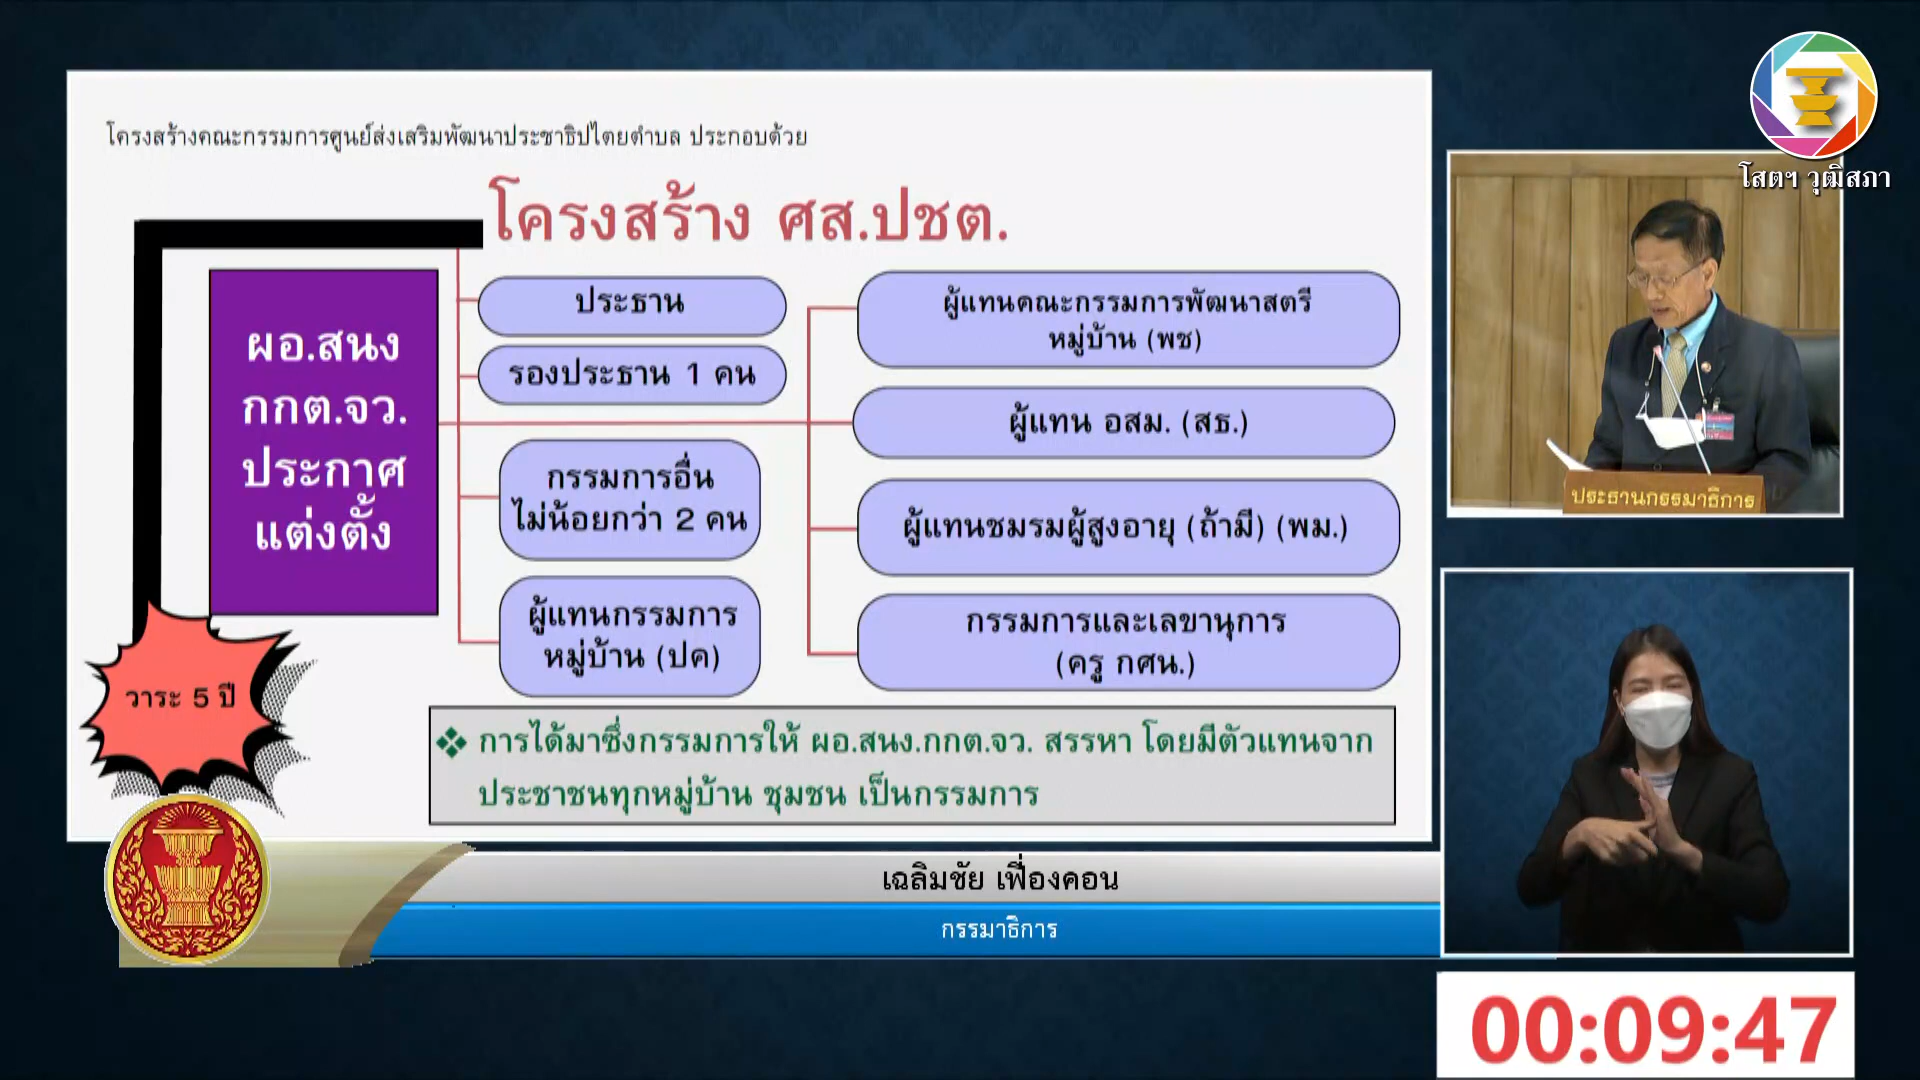 โสตฯ วุฒิสภา
โครงสร้างคณะกรรมการศูนย์ส่งเสริมพัฒนาประชาธิปไตยตำบล ประกอบด้วย
โครงสร้าง ศส.ปชต.
ผอ.สนง
กกต.จว.
ประกาศ
แต่งตั้ง
ประธาน
รองประธาน 1 คน
กรรมการอื่น
ไม่น้อยกว่า 2 คน
ผู้แทนกรรมการ
หมู่บ้าน (ปค)
ผู้แทนคณะกรรมการพัฒนาสตรี
หมู่บ้าน (พช)
ผู้แทน อสม. (สธ.)
ผู้แทนชมรมผู้สูงอายุ (ถ้ามี) (พม.)
กรรมการและเลขานุการ
(ครู กศน.)
วาระ 5 ปี
❖ การได้มาซึ่งกรรมการให้ ผอ.สนง.กกต.จว. สรรหา โดยมีตัวแทนจาก
ประชาชนทุกหมู่บ้าน ชุมชน เป็นกรรมการ
ประธานกรรมาธิการ
เฉลิมชัย เฟื่องคอน
กรรมาธิการ
00:09:47